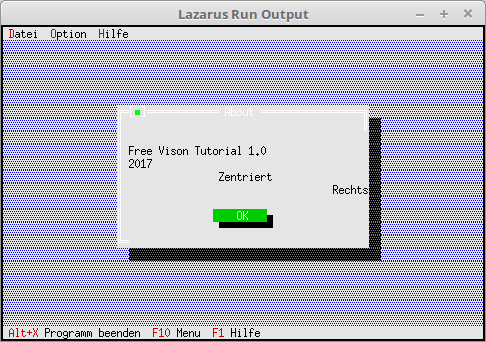 Lazarus Run Output
Datei Option Hilfe
About
Free Vison Tutorial 1.0
2017
Zentriert
Rechts
OK
Alt+X Programm beenden F10 Menu F1 Hilfe